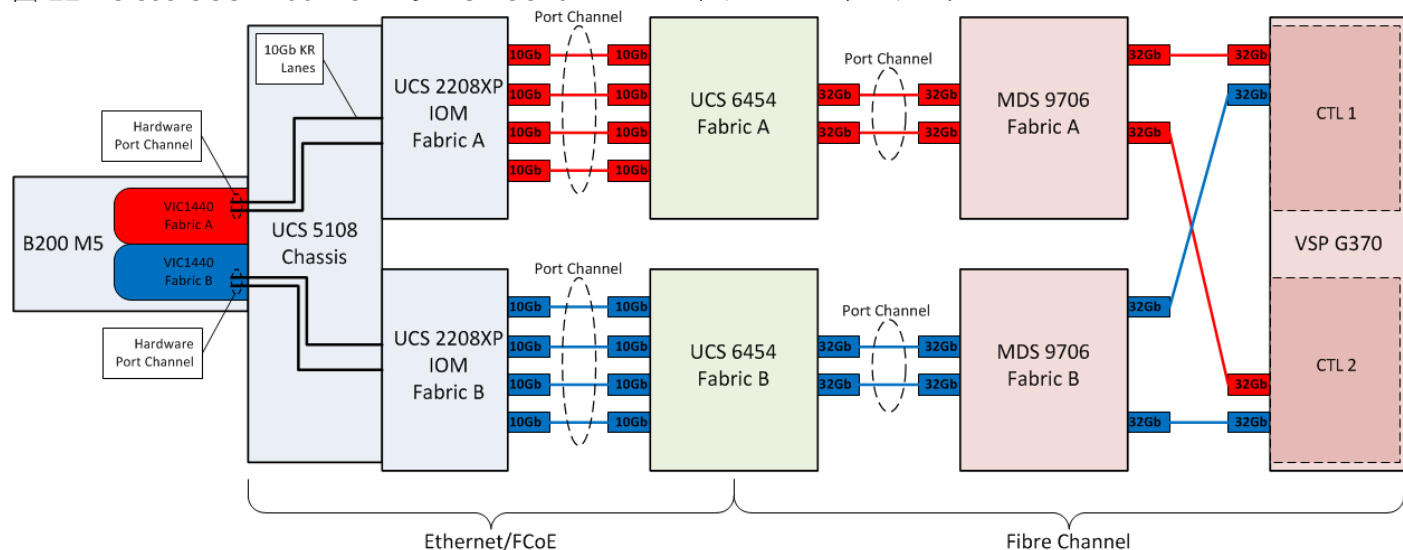 Port Channel
10Gb KR
Lanes
UCS 2208XP
IOM
Fabric A
10Gb 10Gb
10Gb 10Gb
10Gb 10Gb
10Gb 10Gb
UCS 6454
Fabric A
Port Channel
32Gb 32Gb
32Gb 32Gb
MDS 9706
Fabric A
32Gb 32Gb
32Gb
32Gb
CTL 1
Hardware
Port Channel
B200 M5
VIC1440
Fabric A
VIC1440
Fabric B
UCS 5108
Chassis
VSP G370
Hardware
Port Channel
Port Channel
UCS 2208XP
IOM
Fabric B
10Gb 10Gb
10Gb 10Gb
10Gb 10Gb
10Gb 10Gb
UCS 6454
Fabric B
Port Channel
32Gb 32Gb
32Gb 32Gb
MDS 9706
Fabric B
32Gb
32Gb
32Gb 32Gb
CTL 2
Ethernet/FCoE
Fibre Channel